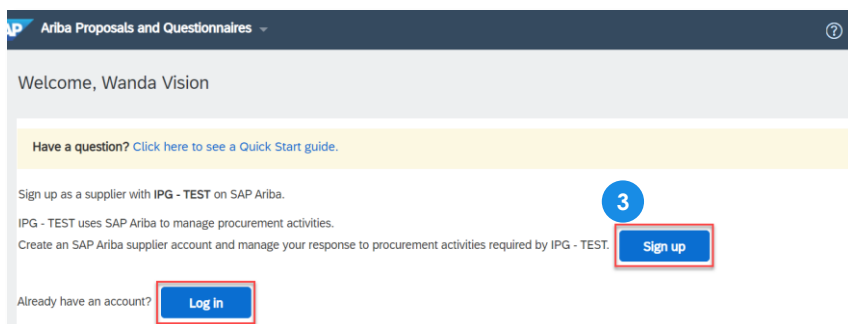 AP Ariba Proposals and Questionnaires
?
Welcome, Wanda Vision
Have a question? Click here to see a Quick Start guide.
Sign up as a supplier with IPG - TEST on SAP Ariba.
3
IPG - TEST uses SAP Ariba to manage procurement activities.
Create an SAP Ariba supplier account and manage your response to procurement activities required by IPG - TEST. Sign up
Already have an account? Log in